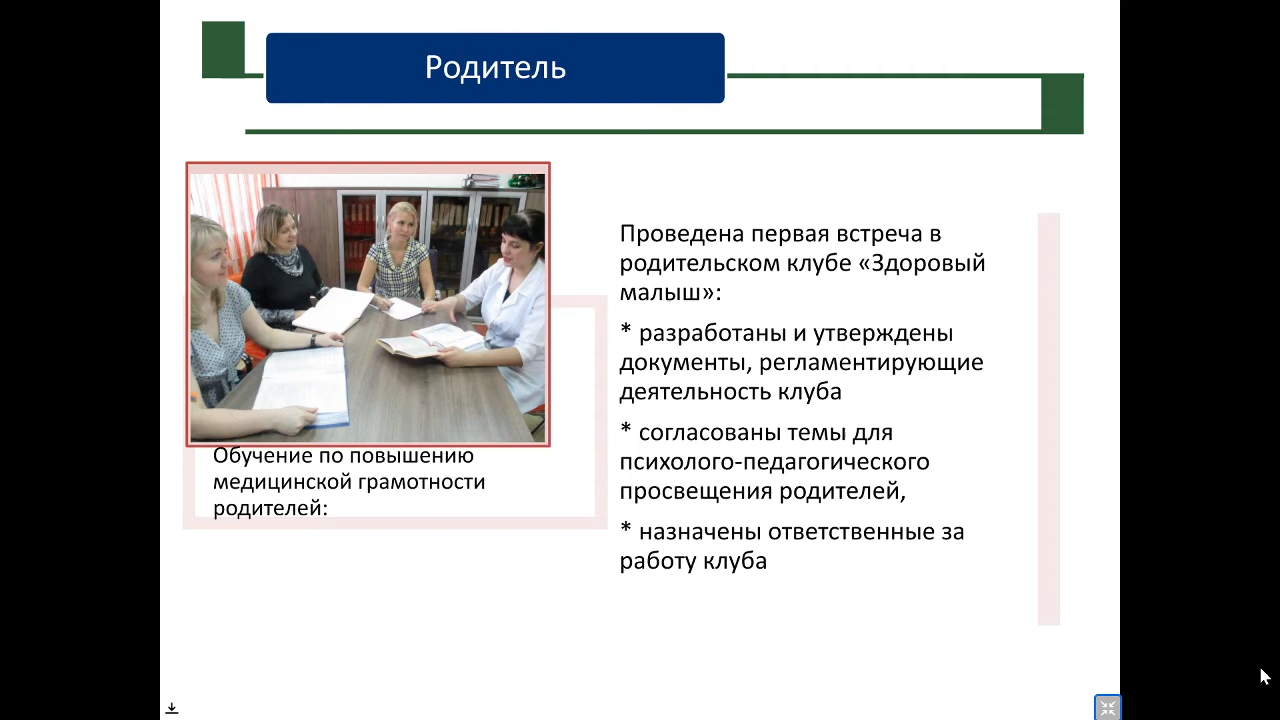 Родитель
Обучение по повышению
медицинской грамотности
родителей:
Проведена первая встреча в
родительском клубе «Здоровый
малыш»:
* разработаны и утверждены
документы, регламентирующие
деятельность клуба
* согласованы темы для
психолого-педагогического
просвещения родителей,
* назначены ответственные за
работу клуба